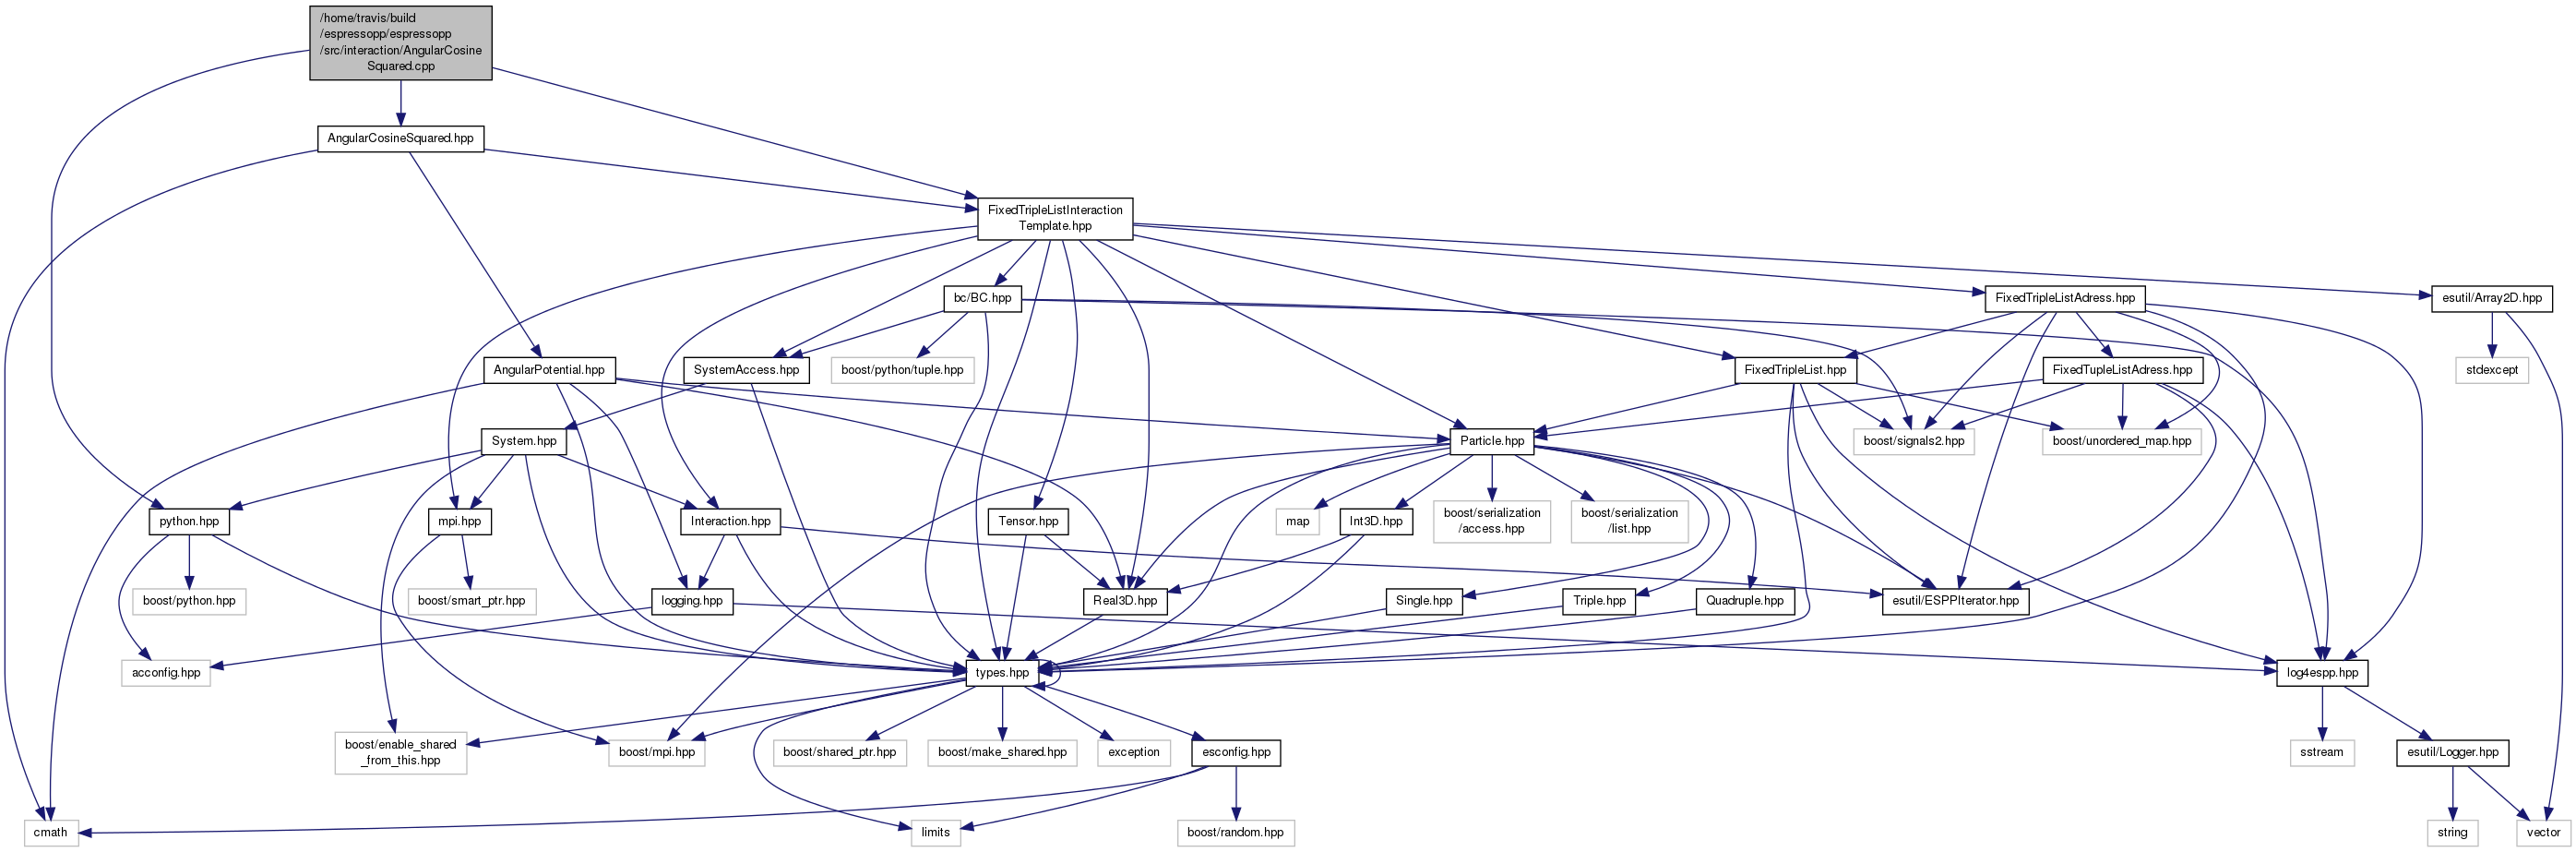 /home/travis/build
/espressopp/espressopp
/src/interaction/AngularCosine
Squared.cpp
AngularCosineSquared.hpp
FixedTripleListInteraction
Template.hpp
bc/BC.hpp
FixedTripleListAdress.hpp
esutil/Array2D.hpp
AngularPotential.hpp
SystemAccess.hpp
boost/python/tuple.hpp
FixedTripleList.hpp
FixedTupleListAdress.hpp
stdexcept
System.hpp
Particle.hpp
boost/signals2.hpp
boost/unordered_map.hpp
python.hpp
mpi.hpp
Interaction.hpp
Tensor.hpp
map
Int3D.hpp
boost/serialization
/access.hpp
boost/serialization
/list.hpp
boost/python.hpp
boost/smart_ptr.hpp
logging.hpp
Real3D.hpp
Single.hpp
Triple.hpp
Quadruple.hpp
esutil/ESPPIterator.hpp
acconfig.hpp
types.hpp
log4espp.hpp
boost/enable_shared
_from_this.hpp
boost/mpi.hpp
boost/shared_ptr.hpp
boost/make_shared.hpp
exception
esconfig.hpp
sstream
esutil/Logger.hpp
cmath
limits
boost/random.hpp
string
vector